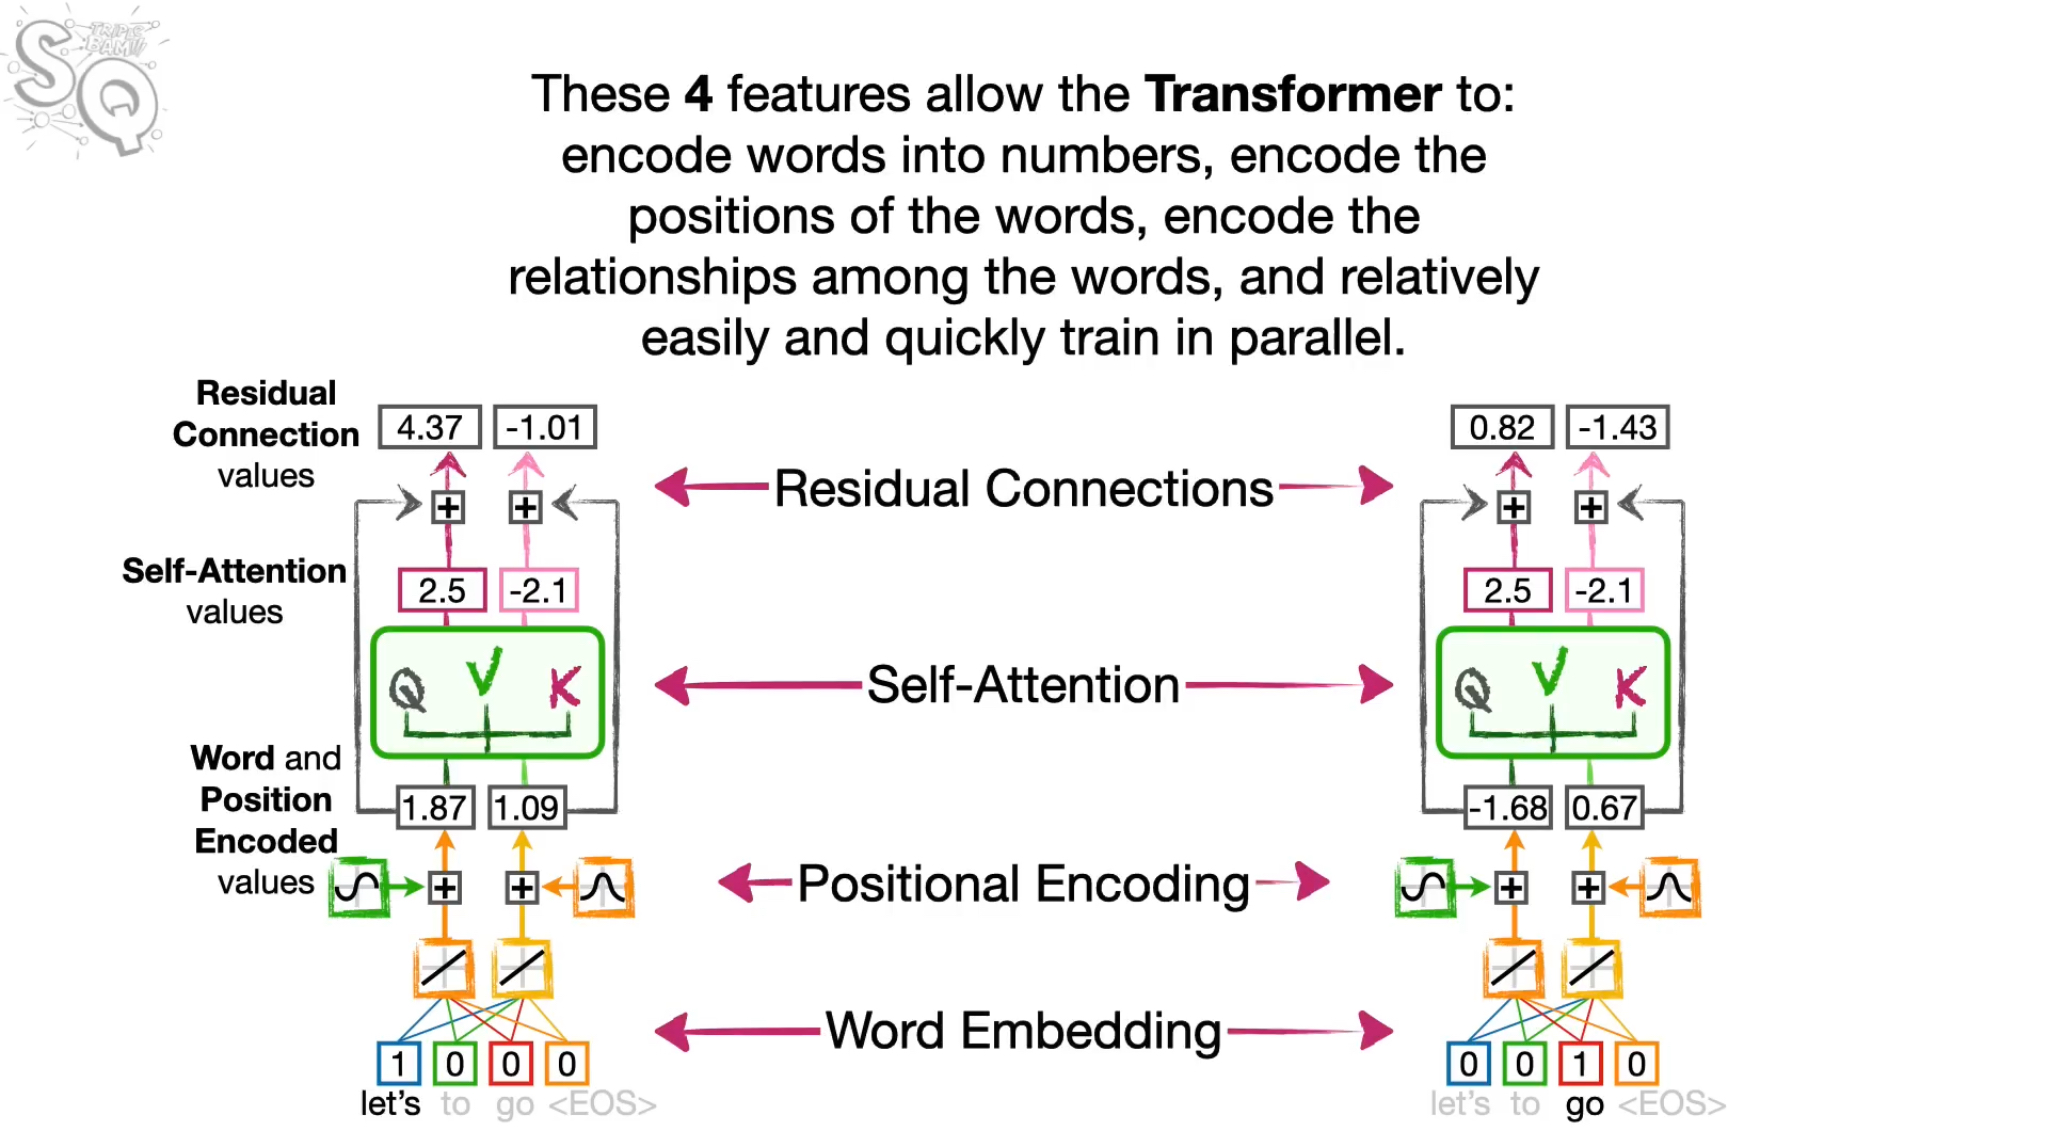 SQ
TRIPLE
BAM!!
These 4 features allow the Transformer to:
encode words into numbers, encode the
positions of the words, encode the
relationships among the words, and relatively
easily and quickly train in parallel.
Residual
Connection
values
4.37 -1.01
+ +
Self-Attention
values
2.5 -2.1
Q V K
Word and
Position
Encoded
values
1.87 1.09
+ +
1 0 0 0
let's to go <EOS>
Residual Connections
Self-Attention
Positional Encoding
Word Embedding
0.82 -1.43
+ +
2.5 -2.1
Q V K
-1.68 0.67
+ +
0 0 1 0
let's to go <EOS>